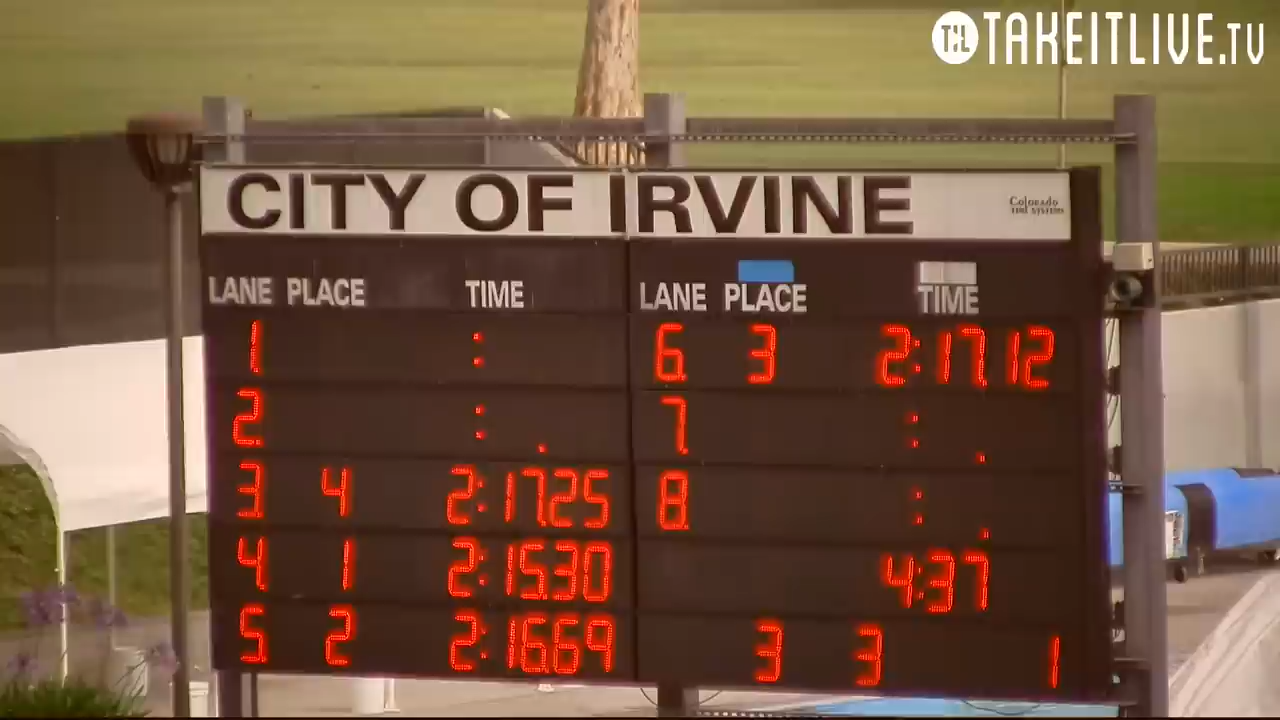 TAKEITLIVE.TV
CITY OF IRVINE
Colorado
TIME SYSTEMS
LANE PLACE TIME LANE PLACE TIME
1 : 6. 3 2:17.12
2 : . 7. : .
3 4 2:17.25 8. : .
4 1 2:15.30 4:37
5 2 2:16.69 3 3 1